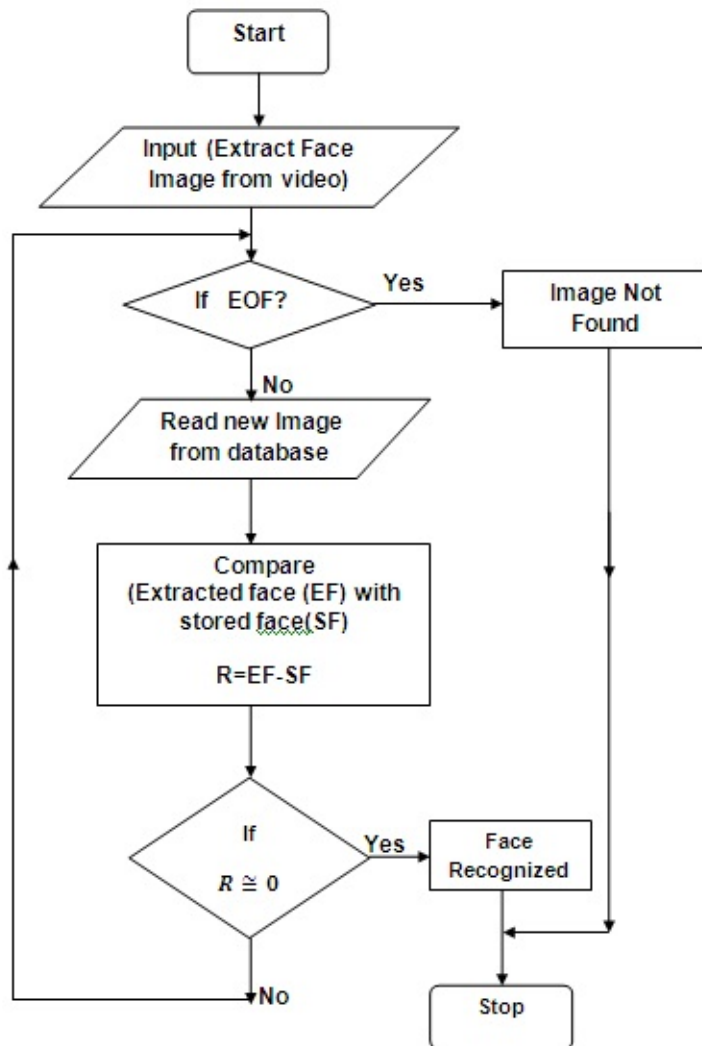 Start
Input (Extract Face
Image from video)
If EOF?
Yes
Image Not
Found
No
Read new Image
from database
Compare
(Extracted face (EF) with
stored face(SF)
R=EF-SF
If
R ≅ 0
Yes
Face
Recognized
No
Stop